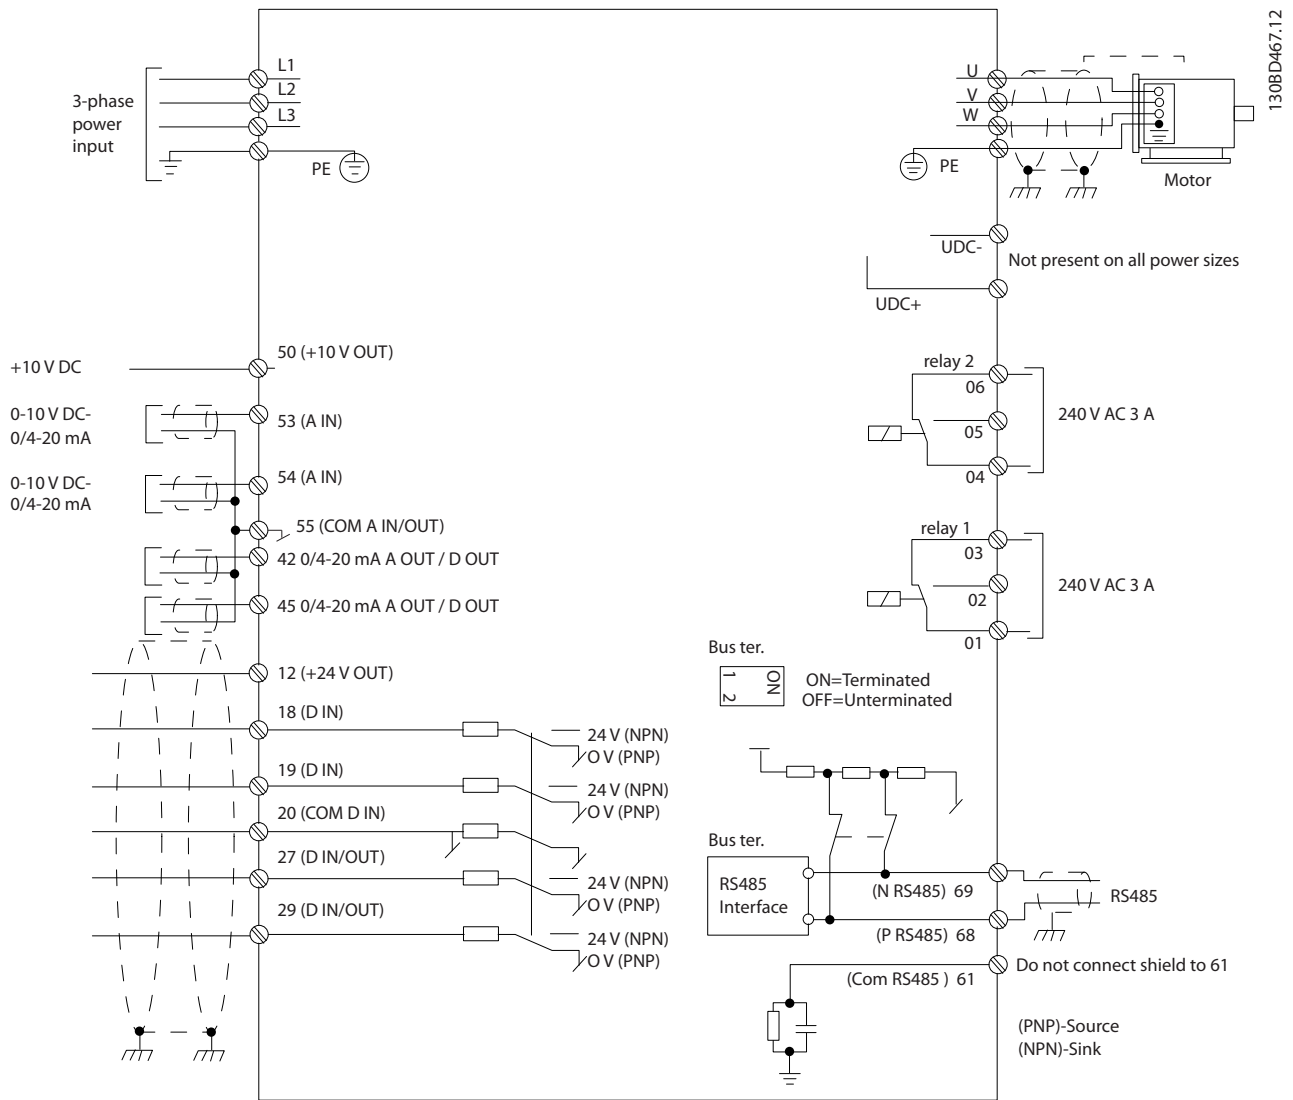 130BD467.12
L1
L2
L3
3-phase
power
input
PE
U
V
W
PE
Motor
UDC-
Not present on all power sizes
UDC+
50 (+10 V OUT)
+10 V DC
0-10 V DC-
0/4-20 mA
53 (A IN)
0-10 V DC-
0/4-20 mA
54 (A IN)
55 (COM A IN/OUT)
42 0/4-20 mA A OUT / D OUT
45 0/4-20 mA A OUT / D OUT
relay 2
06
05
04
240 V AC 3 A
relay 1
03
02
01
240 V AC 3 A
12 (+24 V OUT)
18 (D IN)
24 V (NPN)
O V (PNP)
19 (D IN)
24 V (NPN)
O V (PNP)
20 (COM D IN)
27 (D IN/OUT)
24 V (NPN)
O V (PNP)
29 (D IN/OUT)
24 V (NPN)
O V (PNP)
Bus ter.
1
2
ON
ON=Terminated
OFF=Unterminated
Bus ter.
RS485
Interface
(N RS485) 69
RS485
(P RS485) 68
(Com RS485 ) 61
Do not connect shield to 61
(PNP)-Source
(NPN)-Sink